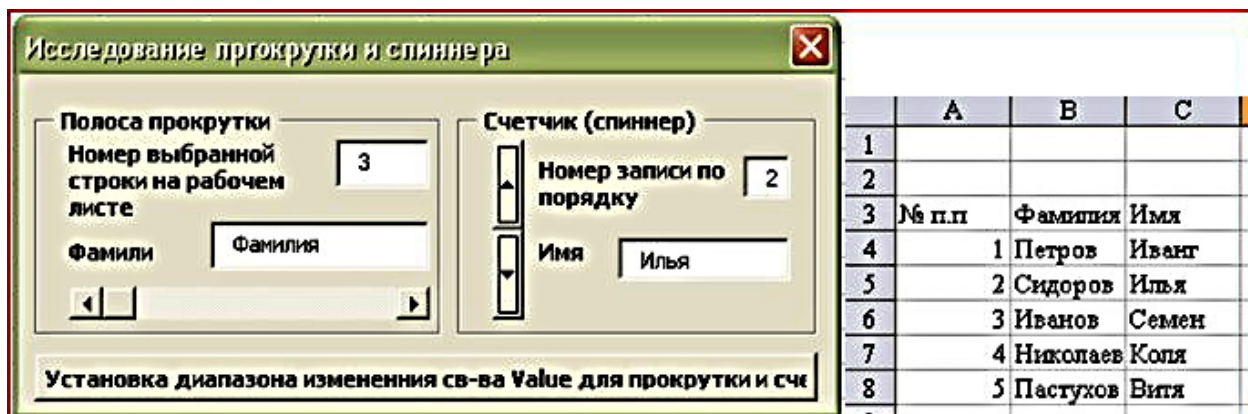 Исследование пргокрутки и спиннера
Полоса прокрутки
Номер выбранной
строки на рабочем
листе
3
Фамили
Фамилия
Счетчик (спиннер)
Номер записи по
порядку
2
Имя
Илья
Установка диапазона измененния св-ва Value для прокрутки и сче
A B C
1
2
3 № п.п Фамилия Имя
4 1 Петров Иванг
5 2 Сидоров Илья
6 3 Иванов Семен
7 4 Николаев Коля
8 5 Пастухов Витя